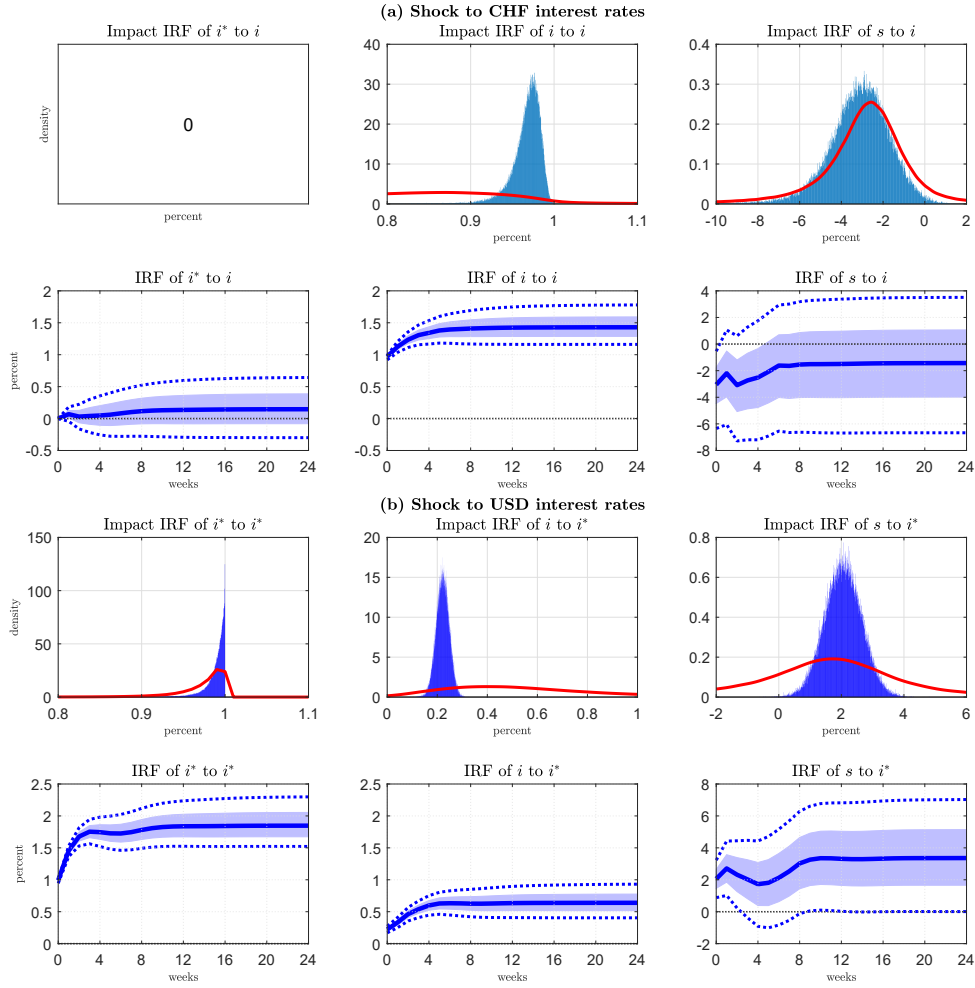 (a) Shock to CHF interest rates
Impact IRF of i* to i
Impact IRF of i to i
Impact IRF of s to i
density
0
percent
40
30
20
10
0
0.8 0.9 1 1.1
percent
0.4
0.3
0.2
0.1
0
-10 -8 -6 -4 -2 0 2
percent
IRF of i* to i
IRF of i to i
IRF of s to i
percent
2
1.5
1
0.5
0
-0.5
0 4 8 12 16 20 24
weeks
2
1.5
1
0.5
0
-0.5
0 4 8 12 16 20 24
weeks
4
2
0
-2
-4
-6
-8
0 4 8 12 16 20 24
weeks
(b) Shock to USD interest rates
Impact IRF of i* to i*
Impact IRF of i to i*
Impact IRF of s to i*
density
150
100
50
0
0.8 0.9 1 1.1
percent
20
15
10
5
0
0 0.2 0.4 0.6 0.8 1
percent
0.8
0.6
0.4
0.2
0
-2 0 2 4 6
percent
IRF of i* to i*
IRF of i to i*
IRF of s to i*
percent
2.5
2
1.5
1
0.5
0
0 4 8 12 16 20 24
weeks
2.5
2
1.5
1
0.5
0
0 4 8 12 16 20 24
weeks
8
6
4
2
0
-2
0 4 8 12 16 20 24
weeks